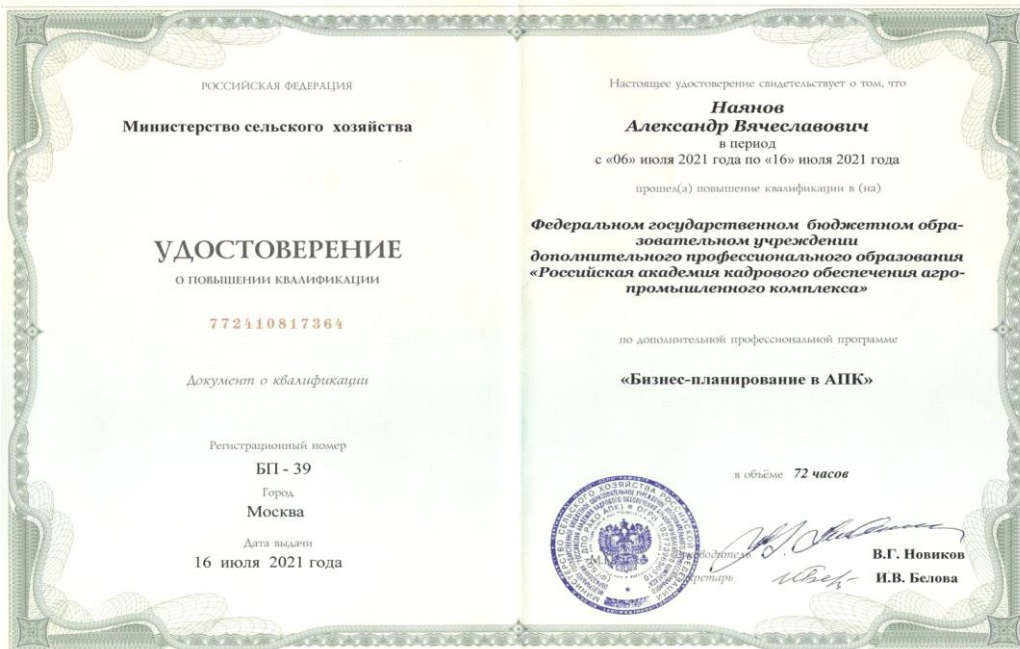 РОССИЙСКАЯ ФЕДЕРАЦИЯ
Министерство сельского хозяйства
УДОСТОВЕРЕНИЕ
О ПОВЫШЕНИИ КВАЛИФИКАЦИИ
772410817364
Документ о квалификации
Регистрационный номер
БП - 39
Город
Москва
Дата выдачи
16 июля 2021 года
Настоящее удостоверение свидетельствует о том, что
Наянов
Александр Вячеславович
в период
с «06» июля 2021 года по «16» июля 2021 года
прошел(а) повышение квалификации в (на)
Федеральном государственном бюджетном обра-
зовательном учреждении
дополнительного профессионального образования
«Российская академия кадрового обеспечения агро-
промышленного комплекса»
по дополнительной профессиональной программе
«Бизнес-планирование в АПК»
в объёме 72 часов
Руководитель В.Г. Новиков
М.П.
Секретарь И.В. Белова